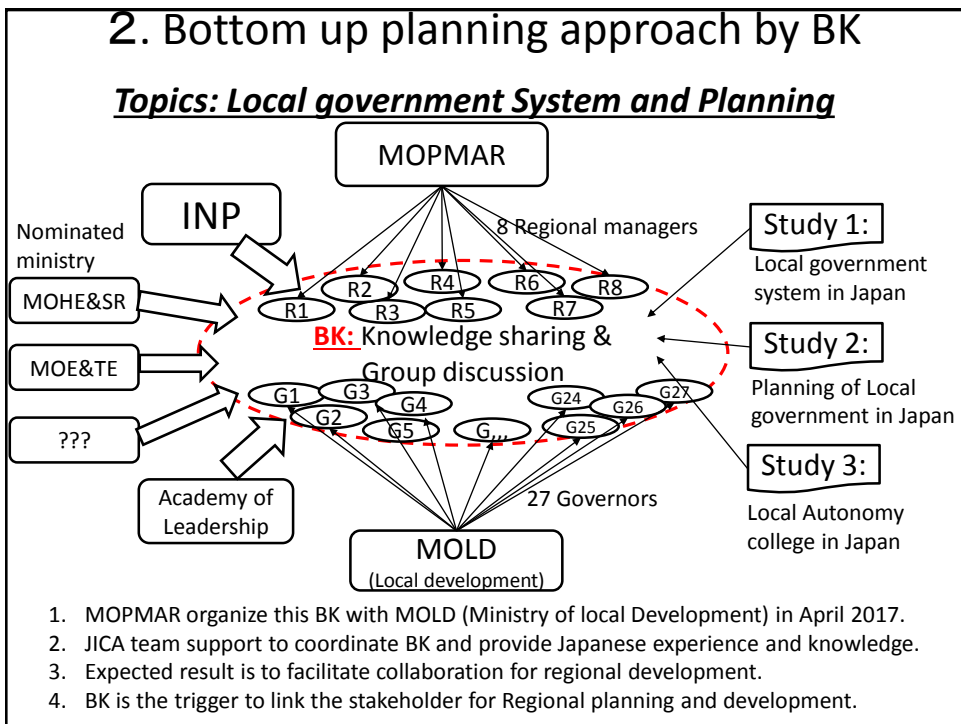 2. Bottom up planning approach by BK
Topics: Local government System and Planning
MOPMAR
INP
8 Regional managers
Nominated
ministry
MOHE&SR
MOE&TE
???
Academy of
Leadership
R1
R2
R3
R4
R5
R6
R7
R8
BK: Knowledge sharing &
Group discussion
G1
G2
G3
G4
G5
G,,,
G24
G25
G26
G27
27 Governors
MOLD
(Local development)
Study 1:
Local government
system in Japan
Study 2:
Planning of Local
government in Japan
Study 3:
Local Autonomy
college in Japan
1. MOPMAR organize this BK with MOLD (Ministry of local Development) in April 2017.
2. JICA team support to coordinate BK and provide Japanese experience and knowledge.
3. Expected result is to facilitate collaboration for regional development.
4. BK is the trigger to link the stakeholder for Regional planning and development.